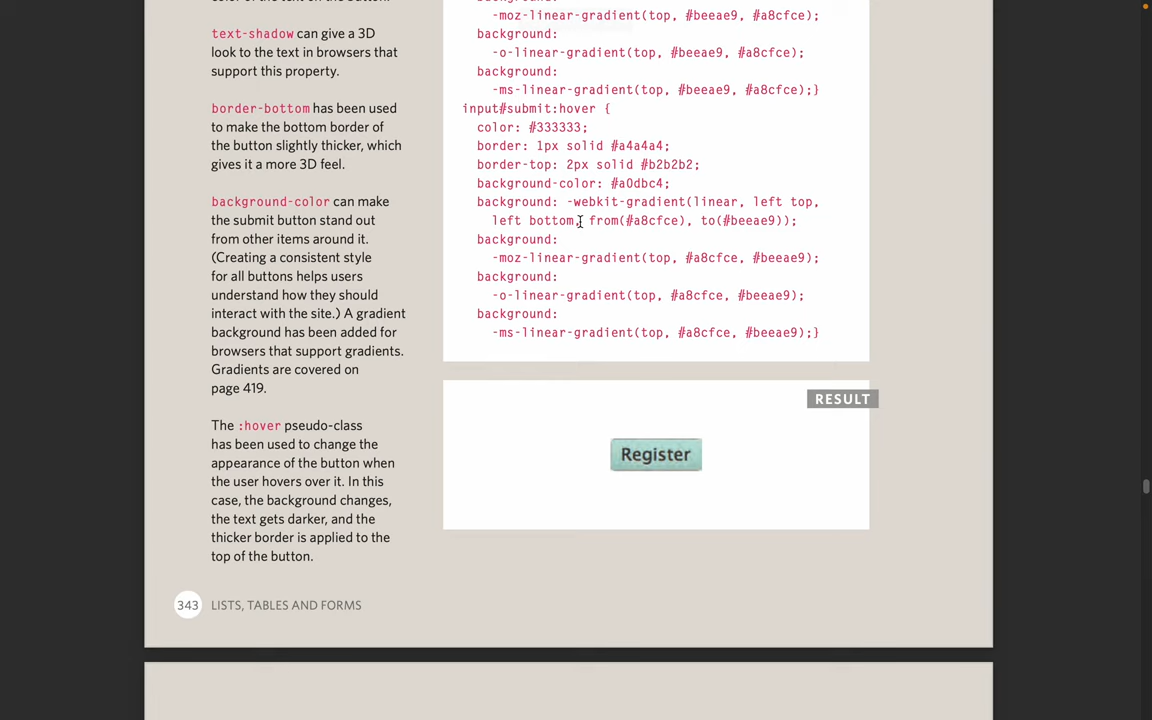 color of the text on the button.
text-shadow can give a 3D
look to the text in browsers that
support this property.
border-bottom has been used
to make the bottom border of
the button slightly thicker, which
gives it a more 3D feel.
background-color can make
the submit button stand out
from other items around it.
(Creating a consistent style
for all buttons helps users
understand how they should
interact with the site.) A gradient
background has been added for
browsers that support gradients.
Gradients are covered on
page 419.
The :hover pseudo-class
has been used to change the
appearance of the button when
the user hovers over it. In this
case, the background changes,
the text gets darker, and the
thicker border is applied to the
top of the button.
background:
-moz-linear-gradient(top, #beeae9, #a8cfce);
background:
-o-linear-gradient(top, #beeae9, #a8cfce);
background:
-ms-linear-gradient(top, #beeae9, #a8cfce);}
input#submit:hover {
color: #333333;
border: 1px solid #a4a4a4;
border-top: 2px solid #b2b2b2;
background-color: #a0dbc4;
background: -webkit-gradient(linear, left top,
left bottom, from(#a8cfce), to(#beeae9));
background:
-moz-linear-gradient(top, #a8cfce, #beeae9);
background:
-o-linear-gradient(top, #a8cfce, #beeae9);
background:
-ms-linear-gradient(top, #a8cfce, #beeae9);}
RESULT
Register
343 LISTS, TABLES AND FORMS